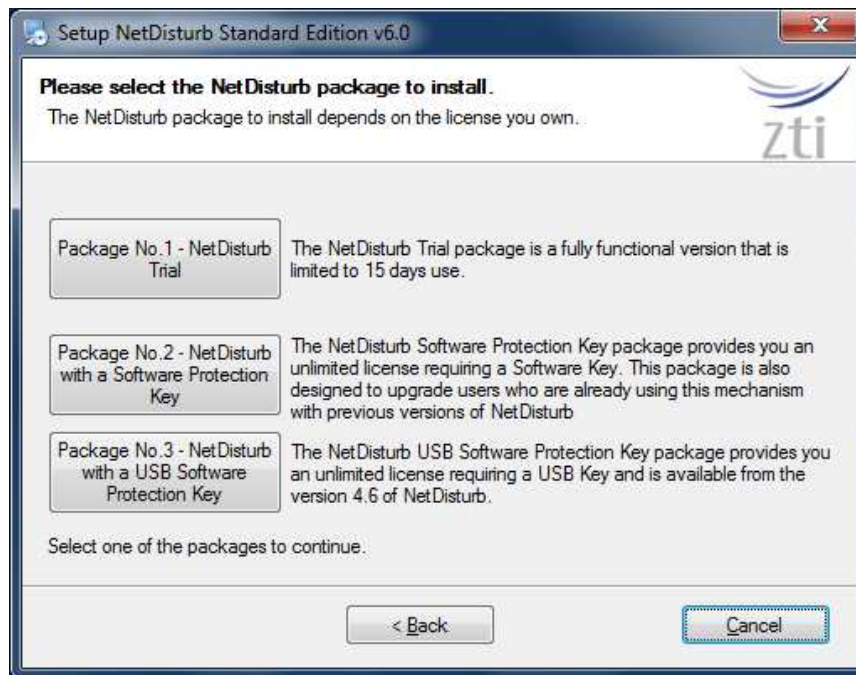 Setup NetDisturb Standard Edition v6.0
Please select the NetDisturb package to install.
The NetDisturb package to install depends on the license you own.
zti
Package No.1 - NetDisturb
Trial
The NetDisturb Trial package is a fully functional version that is
limited to 15 days use.
Package No.2 - NetDisturb
with a Software Protection
Key
The NetDisturb Software Protection Key package provides you an
unlimited license requiring a Software Key. This package is also
designed to upgrade users who are already using this mechanism
with previous versions of NetDisturb
Package No.3 - NetDisturb
with a USB Software
Protection Key
The NetDisturb USB Software Protection Key package provides you
an unlimited license requiring a USB Key and is available from the
version 4.6 of NetDisturb.
Select one of the packages to continue.
< Back
Cancel